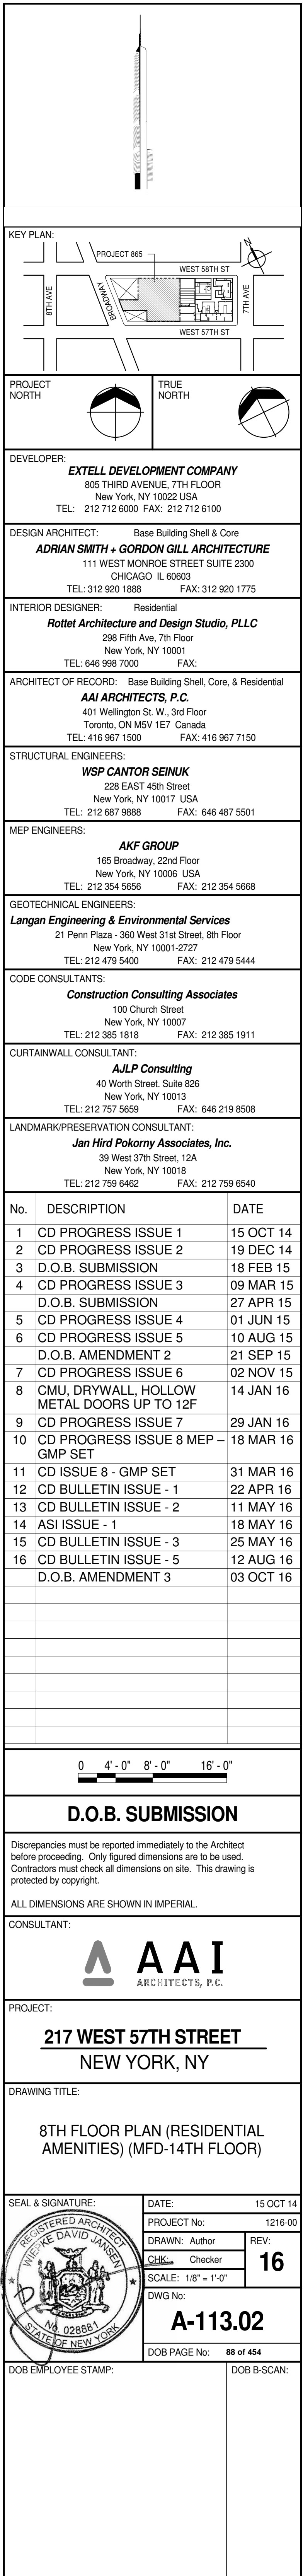 KEY PLAN:
N
PROJECT 865
WEST 58TH ST
8TH AVE
BROADWAY
7TH AVE
WEST 57TH ST
PROJECT NORTH
TRUE NORTH
DEVELOPER:
EXTELL DEVELOPMENT COMPANY
805 THIRD AVENUE, 7TH FLOOR
New York, NY 10022 USA
TEL: 212 712 6000 FAX: 212 712 6100
DESIGN ARCHITECT: Base Building Shell & Core
ADRIAN SMITH + GORDON GILL ARCHITECTURE
111 WEST MONROE STREET SUITE 2300
CHICAGO IL 60603
TEL: 312 920 1888 FAX: 312 920 1775
INTERIOR DESIGNER: Residential
Rottet Architecture and Design Studio, PLLC
298 Fifth Ave, 7th Floor
New York, NY 10001
TEL: 646 998 7000 FAX:
ARCHITECT OF RECORD: Base Building Shell, Core, & Residential
AAI ARCHITECTS, P.C.
401 Wellington St. W., 3rd Floor
Toronto, ON M5V 1E7 Canada
TEL: 416 967 1500 FAX: 416 967 7150
STRUCTURAL ENGINEERS:
WSP CANTOR SEINUK
228 EAST 45th Street
New York, NY 10017 USA
TEL: 212 687 9888 FAX: 646 487 5501
MEP ENGINEERS:
AKF GROUP
165 Broadway, 22nd Floor
New York, NY 10006 USA
TEL: 212 354 5656 FAX: 212 354 5668
GEOTECHNICAL ENGINEERS:
Langan Engineering & Environmental Services
21 Penn Plaza - 360 West 31st Street, 8th Floor
New York, NY 10001-2727
TEL: 212 479 5400 FAX: 212 479 5444
CODE CONSULTANTS:
Construction Consulting Associates
100 Church Street
New York, NY 10007
TEL: 212 385 1818 FAX: 212 385 1911
CURTAINWALL CONSULTANT:
AJLP Consulting
40 Worth Street. Suite 826
New York, NY 10013
TEL: 212 757 5659 FAX: 646 219 8508
LANDMARK/PRESERVATION CONSULTANT:
Jan Hird Pokorny Associates, Inc.
39 West 37th Street, 12A
New York, NY 10018
TEL: 212 759 6462 FAX: 212 759 6540
No. DESCRIPTION DATE
1 CD PROGRESS ISSUE 1 15 OCT 14
2 CD PROGRESS ISSUE 2 19 DEC 14
3 D.O.B. SUBMISSION 18 FEB 15
4 CD PROGRESS ISSUE 3 09 MAR 15
D.O.B. SUBMISSION 27 APR 15
5 CD PROGRESS ISSUE 4 01 JUN 15
6 CD PROGRESS ISSUE 5 10 AUG 15
D.O.B. AMENDMENT 2 21 SEP 15
7 CD PROGRESS ISSUE 6 02 NOV 15
8 CMU, DRYWALL, HOLLOW 14 JAN 16
METAL DOORS UP TO 12F
9 CD PROGRESS ISSUE 7 29 JAN 16
10 CD PROGRESS ISSUE 8 MEP – 18 MAR 16
GMP SET
11 CD ISSUE 8 - GMP SET 31 MAR 16
12 CD BULLETIN ISSUE - 1 22 APR 16
13 CD BULLETIN ISSUE - 2 11 MAY 16
14 ASI ISSUE - 1 18 MAY 16
15 CD BULLETIN ISSUE - 3 25 MAY 16
16 CD BULLETIN ISSUE - 5 12 AUG 16
D.O.B. AMENDMENT 3 03 OCT 16
0 4' - 0" 8' - 0" 16' - 0"
D.O.B. SUBMISSION
Discrepancies must be reported immediately to the Architect
before proceeding. Only figured dimensions are to be used.
Contractors must check all dimensions on site. This drawing is
protected by copyright.
ALL DIMENSIONS ARE SHOWN IN IMPERIAL.
CONSULTANT:
AAI
ARCHITECTS, P.C.
PROJECT:
217 WEST 57TH STREET
NEW YORK, NY
DRAWING TITLE:
8TH FLOOR PLAN (RESIDENTIAL
AMENITIES) (MFD-14TH FLOOR)
SEAL & SIGNATURE:
REGISTERED ARCHITECT
DAVID JANSEN
No. 028881
STATE OF NEW YORK
DATE: 15 OCT 14
PROJECT No: 1216-00
DRAWN: Author
CHK: Checker
SCALE: 1/8" = 1'-0"
REV:
16
DWG No:
A-113.02
DOB PAGE No: 88 of 454
DOB EMPLOYEE STAMP:
DOB B-SCAN: